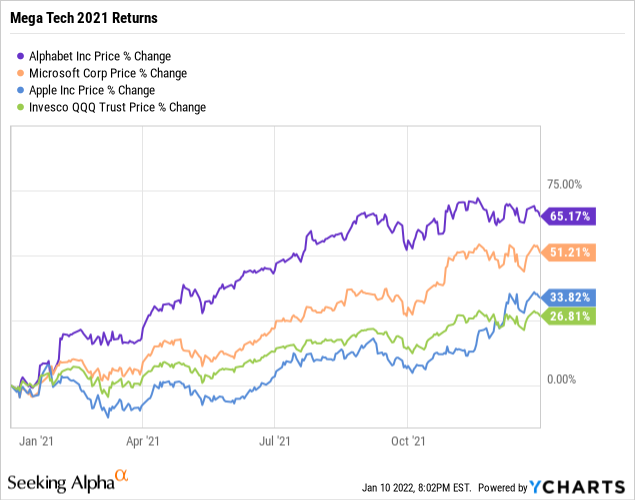 Mega Tech 2021 Returns
Alphabet Inc Price % Change
Microsoft Corp Price % Change
Apple Inc Price % Change
Invesco QQQ Trust Price % Change
75.00%
65.17%
51.21%
33.82%
26.81%
0.00%
Jan '21 Apr '21 Jul '21 Oct '21
Seeking Alpha α
Jan 10 2022, 8:02PM EST. Powered by YCHARTS